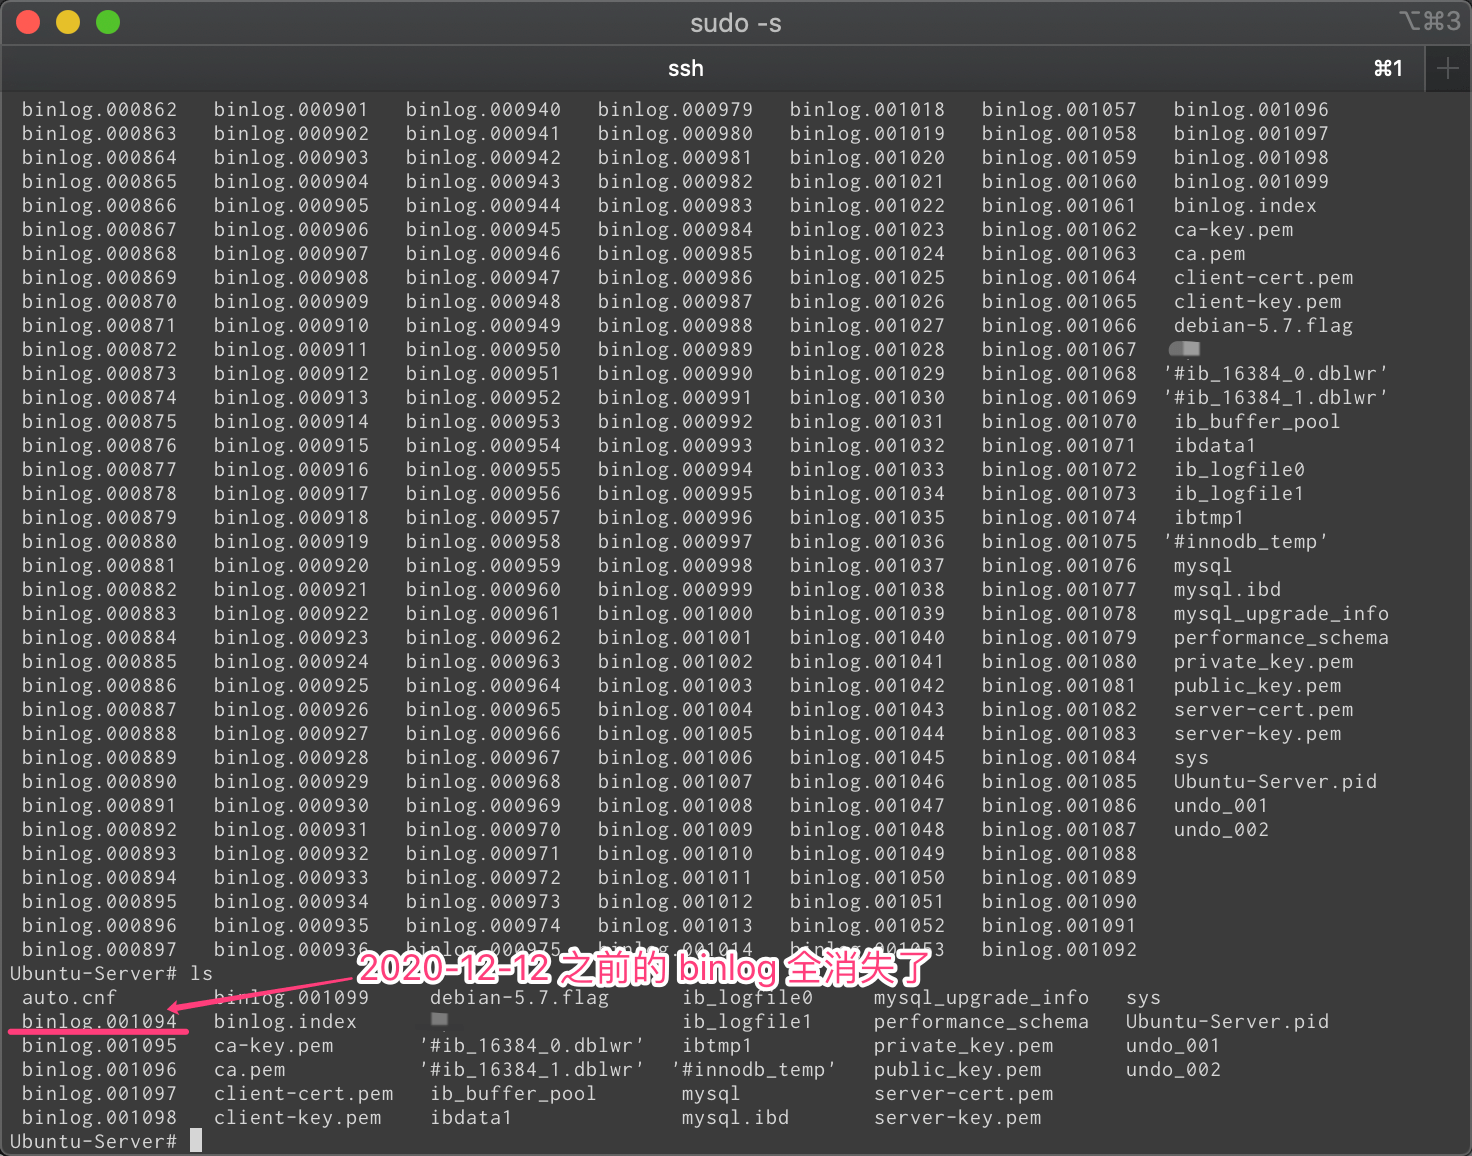 sudo -s
⌥⌘3
ssh ⌘1 +
binlog.000862 binlog.000901 binlog.000940 binlog.000979 binlog.001018 binlog.001057 binlog.001096
binlog.000863 binlog.000902 binlog.000941 binlog.000980 binlog.001019 binlog.001058 binlog.001097
binlog.000864 binlog.000903 binlog.000942 binlog.000981 binlog.001020 binlog.001059 binlog.001098
binlog.000865 binlog.000904 binlog.000943 binlog.000982 binlog.001021 binlog.001060 binlog.001099
binlog.000866 binlog.000905 binlog.000944 binlog.000983 binlog.001022 binlog.001061 binlog.index
binlog.000867 binlog.000906 binlog.000945 binlog.000984 binlog.001023 binlog.001062 ca-key.pem
binlog.000868 binlog.000907 binlog.000946 binlog.000985 binlog.001024 binlog.001063 ca.pem
binlog.000869 binlog.000908 binlog.000947 binlog.000986 binlog.001025 binlog.001064 client-cert.pem
binlog.000870 binlog.000909 binlog.000948 binlog.000987 binlog.001026 binlog.001065 client-key.pem
binlog.000871 binlog.000910 binlog.000949 binlog.000988 binlog.001027 binlog.001066 debian-5.7.flag
binlog.000872 binlog.000911 binlog.000950 binlog.000989 binlog.001028 binlog.001067
binlog.000873 binlog.000912 binlog.000951 binlog.000990 binlog.001029 binlog.001068 '#ib_16384_0.dblwr'
binlog.000874 binlog.000913 binlog.000952 binlog.000991 binlog.001030 binlog.001069 '#ib_16384_1.dblwr'
binlog.000875 binlog.000914 binlog.000953 binlog.000992 binlog.001031 binlog.001070 ib_buffer_pool
binlog.000876 binlog.000915 binlog.000954 binlog.000993 binlog.001032 binlog.001071 ibdata1
binlog.000877 binlog.000916 binlog.000955 binlog.000994 binlog.001033 binlog.001072 ib_logfile0
binlog.000878 binlog.000917 binlog.000956 binlog.000995 binlog.001034 binlog.001073 ib_logfile1
binlog.000879 binlog.000918 binlog.000957 binlog.000996 binlog.001035 binlog.001074 ibtmp1
binlog.000880 binlog.000919 binlog.000958 binlog.000997 binlog.001036 binlog.001075 '#innodb_temp'
binlog.000881 binlog.000920 binlog.000959 binlog.000998 binlog.001037 binlog.001076 mysql
binlog.000882 binlog.000921 binlog.000960 binlog.000999 binlog.001038 binlog.001077 mysql.ibd
binlog.000883 binlog.000922 binlog.000961 binlog.001000 binlog.001039 binlog.001078 mysql_upgrade_info
binlog.000884 binlog.000923 binlog.000962 binlog.001001 binlog.001040 binlog.001079 performance_schema
binlog.000885 binlog.000924 binlog.000963 binlog.001002 binlog.001041 binlog.001080 private_key.pem
binlog.000886 binlog.000925 binlog.000964 binlog.001003 binlog.001042 binlog.001081 public_key.pem
binlog.000887 binlog.000926 binlog.000965 binlog.001004 binlog.001043 binlog.001082 server-cert.pem
binlog.000888 binlog.000927 binlog.000966 binlog.001005 binlog.001044 binlog.001083 server-key.pem
binlog.000889 binlog.000928 binlog.000967 binlog.001006 binlog.001045 binlog.001084 sys
binlog.000890 binlog.000929 binlog.000968 binlog.001007 binlog.001046 binlog.001085 Ubuntu-Server.pid
binlog.000891 binlog.000930 binlog.000969 binlog.001008 binlog.001047 binlog.001086 undo_001
binlog.000892 binlog.000931 binlog.000970 binlog.001009 binlog.001048 binlog.001087 undo_002
binlog.000893 binlog.000932 binlog.000971 binlog.001010 binlog.001049 binlog.001088
binlog.000894 binlog.000933 binlog.000972 binlog.001011 binlog.001050 binlog.001089
binlog.000895 binlog.000934 binlog.000973 binlog.001012 binlog.001051 binlog.001090
binlog.000896 binlog.000935 binlog.000974 binlog.001013 binlog.001052 binlog.001091
binlog.000897 binlog.000936 binlog.000975 binlog.001014 binlog.001053 binlog.001092
2020-12-12 之前的 binlog 全消失了
Ubuntu-Server# ls
auto.cnf binlog.001099 debian-5.7.flag ib_logfile0 mysql_upgrade_info sys
binlog.001094 binlog.index ib_logfile1 performance_schema Ubuntu-Server.pid
binlog.001095 ca-key.pem '#ib_16384_0.dblwr' ibtmp1 private_key.pem undo_001
binlog.001096 ca.pem '#ib_16384_1.dblwr' '#innodb_temp' public_key.pem undo_002
binlog.001097 client-cert.pem ib_buffer_pool mysql server-cert.pem
binlog.001098 client-key.pem ibdata1 mysql.ibd server-key.pem
Ubuntu-Server#